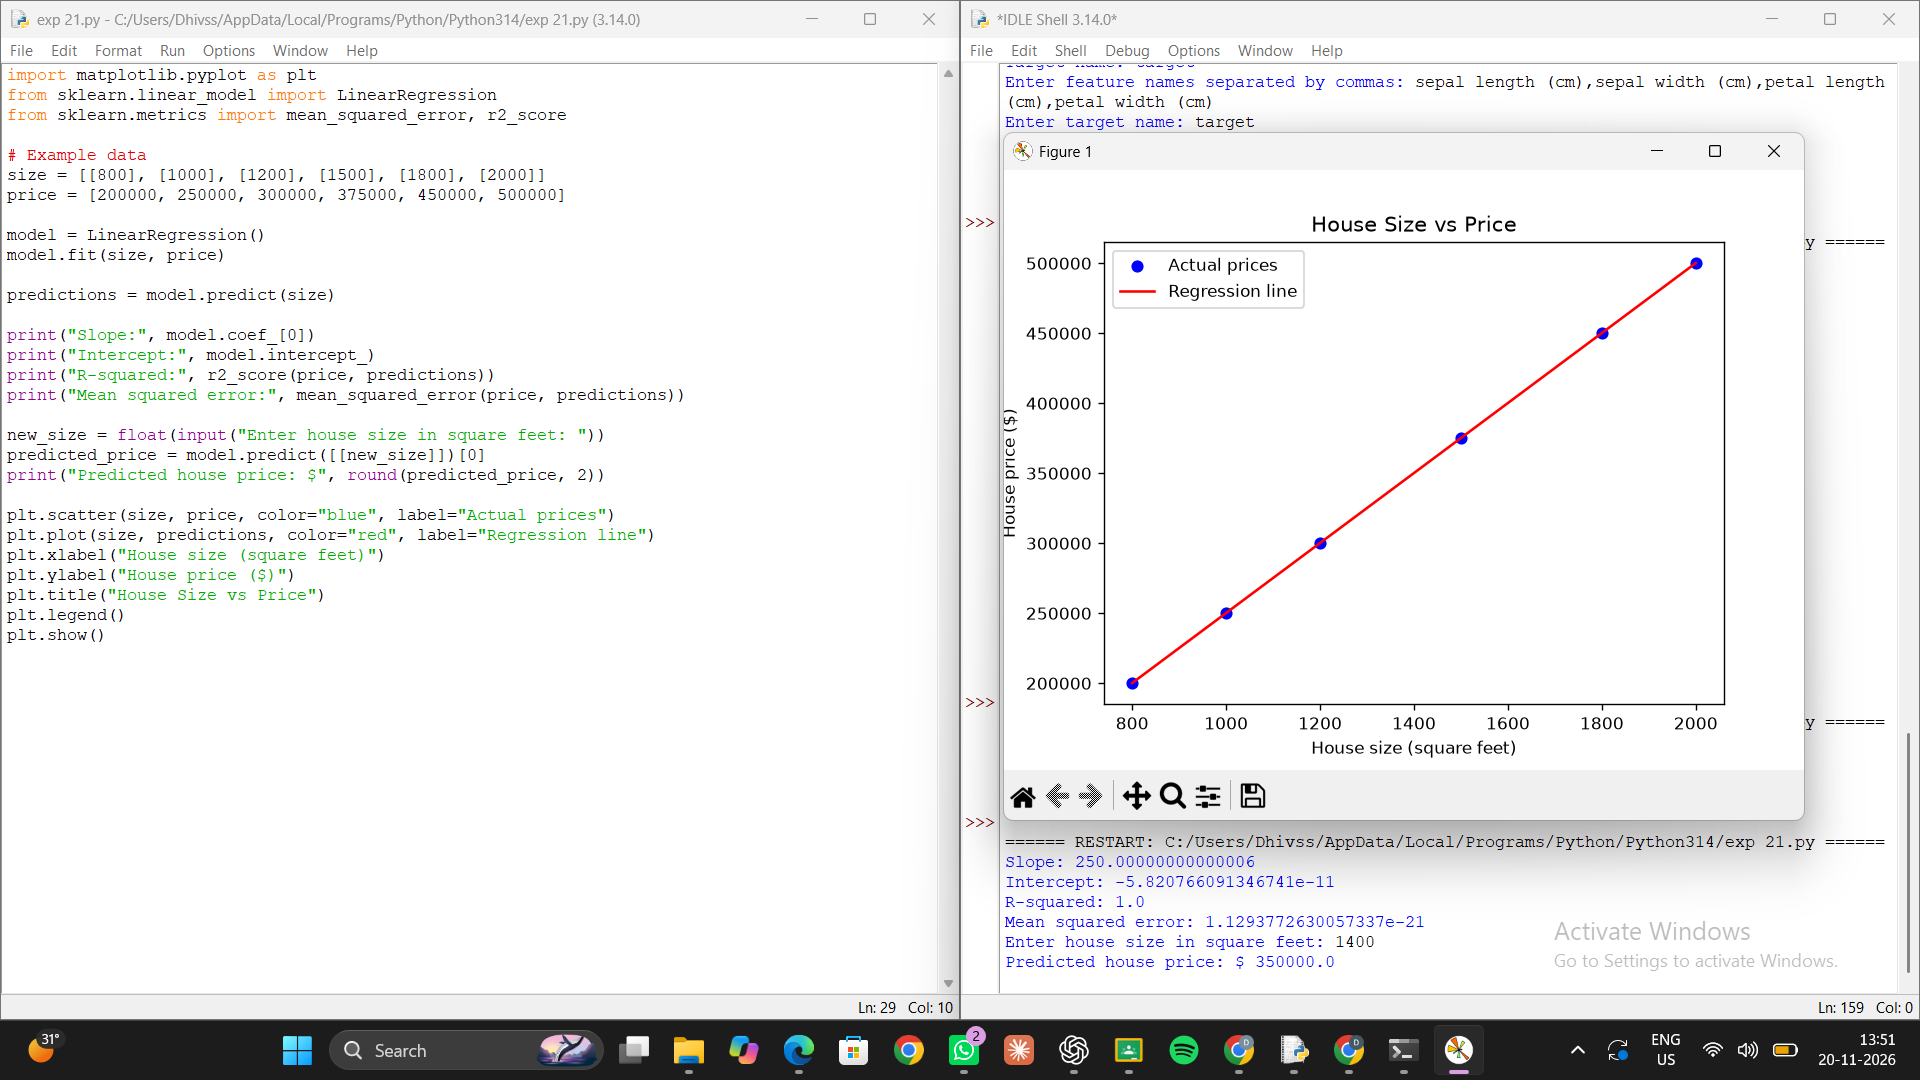 exp 21.py - C:/Users/Dhivss/AppData/Local/Programs/Python/Python314/exp 21.py (3.14.0)
File Edit Format Run Options Window Help
import matplotlib.pyplot as plt
from sklearn.linear_model import LinearRegression
from sklearn.metrics import mean_squared_error, r2_score
# Example data
size = [[800], [1000], [1200], [1500], [1800], [2000]]
price = [200000, 250000, 300000, 375000, 450000, 500000]
model = LinearRegression()
model.fit(size, price)
predictions = model.predict(size)
print("Slope:", model.coef_[0])
print("Intercept:", model.intercept_)
print("R-squared:", r2_score(price, predictions))
print("Mean squared error:", mean_squared_error(price, predictions))
new_size = float(input("Enter house size in square feet: "))
predicted_price = model.predict([[new_size]])[0]
print("Predicted house price: $", round(predicted_price, 2))
plt.scatter(size, price, color="blue", label="Actual prices")
plt.plot(size, predictions, color="red", label="Regression line")
plt.xlabel("House size (square feet)")
plt.ylabel("House price ($)")
plt.title("House Size vs Price")
plt.legend()
plt.show()
Ln: 29 Col: 10
*IDLE Shell 3.14.0*
File Edit Shell Debug Options Window Help
Target name: target
Enter feature names separated by commas: sepal length (cm),sepal width (cm),petal length
(cm),petal width (cm)
Enter target name: target
>>>
y ======
Figure 1
House Size vs Price
Actual prices
Regression line
500000
450000
400000
350000
300000
250000
200000
House price ($)
800 1000 1200 1400 1600 1800 2000
House size (square feet)
>>>
y ======
>>>
====== RESTART: C:/Users/Dhivss/AppData/Local/Programs/Python/Python314/exp 21.py ======
Slope: 250.00000000000006
Intercept: -5.820766091346741e-11
R-squared: 1.0
Mean squared error: 1.1293772630057337e-21
Enter house size in square feet: 1400
Predicted house price: $ 350000.0
Activate Windows
Go to Settings to activate Windows.
Ln: 159 Col: 0
31°
Search
2
D
D
ENG
US
13:51
20-11-2026